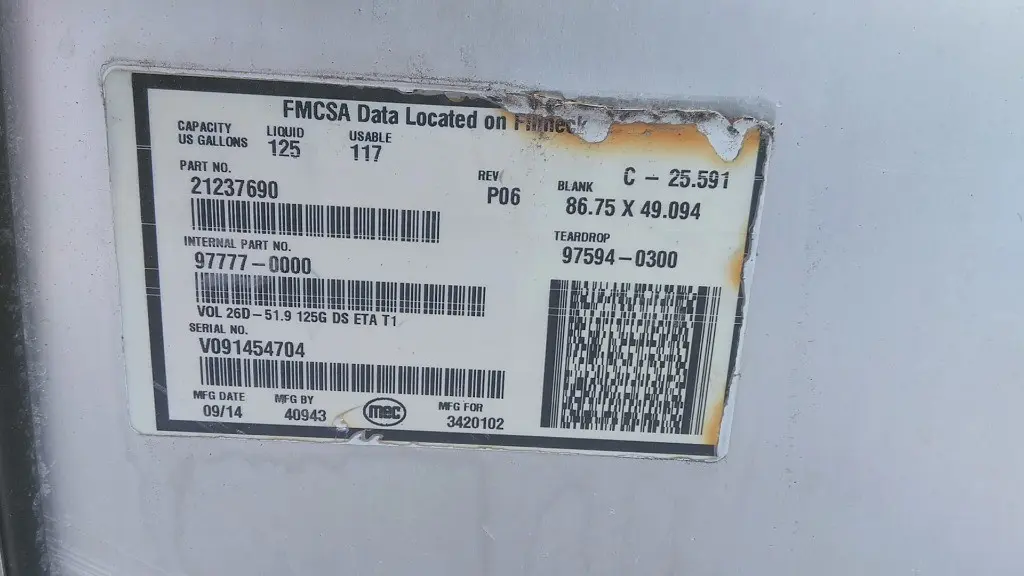 FMCSA Data Located on Fillneck
CAPACITY US GALLONS LIQUID 125 USABLE 117
PART NO.
21237690
REV P06
BLANK C - 25.591
86.75 X 49.094
INTERNAL PART NO.
97777-0000
TEARDROP
97594-0300
VOL 26D-51.9 125G DS ETA T1
SERIAL NO.
V091454704
MFG DATE 09/14
MFG BY 40943
mec
MFG FOR 3420102